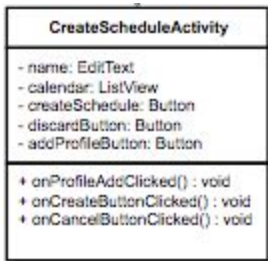 CreateScheduleActivity
- name: EditText
- calendar: ListView
- createSchedule: Button
- discardButton: Button
- addProfileButton: Button
+ onProfileAddClicked() : void
+ onCreateButtonClicked() : void
+ onCancelButtonClicked() : void